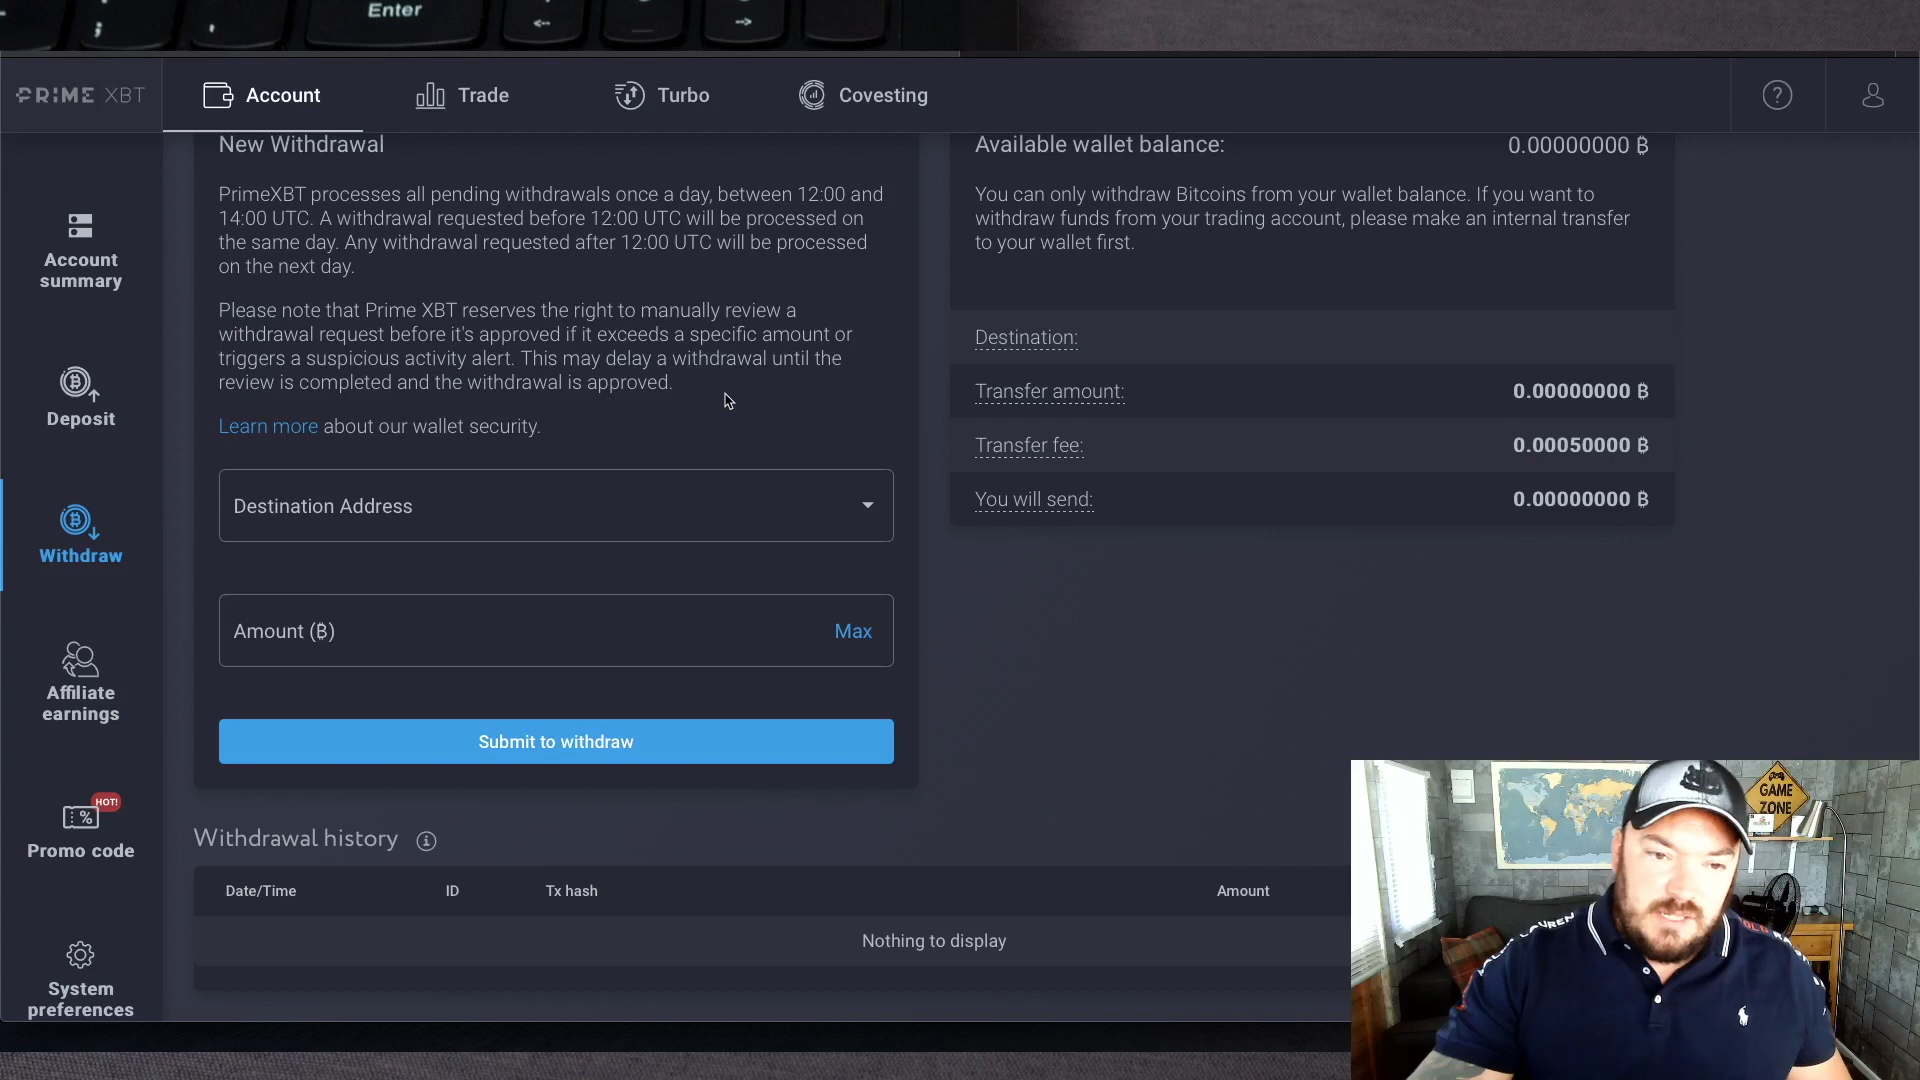 Enter
PRIME XBT
Account
Trade
Turbo
Covesting
?
Account
summary
Deposit
Withdraw
Affiliate
earnings
HOT!
Promo code
System
preferences
New Withdrawal
PrimeXBT processes all pending withdrawals once a day, between 12:00 and
14:00 UTC. A withdrawal requested before 12:00 UTC will be processed on
the same day. Any withdrawal requested after 12:00 UTC will be processed
on the next day.
Please note that Prime XBT reserves the right to manually review a
withdrawal request before it's approved if it exceeds a specific amount or
triggers a suspicious activity alert. This may delay a withdrawal until the
review is completed and the withdrawal is approved.
Learn more about our wallet security.
Destination Address
Amount (₿)
Max
Submit to withdraw
Available wallet balance: 0.00000000 ₿
You can only withdraw Bitcoins from your wallet balance. If you want to
withdraw funds from your trading account, please make an internal transfer
to your wallet first.
Destination:
Transfer amount: 0.00000000 ₿
Transfer fee: 0.00050000 ₿
You will send: 0.00000000 ₿
Withdrawal history
Date/Time ID Tx hash Amount
Nothing to display
GAME
ZONE